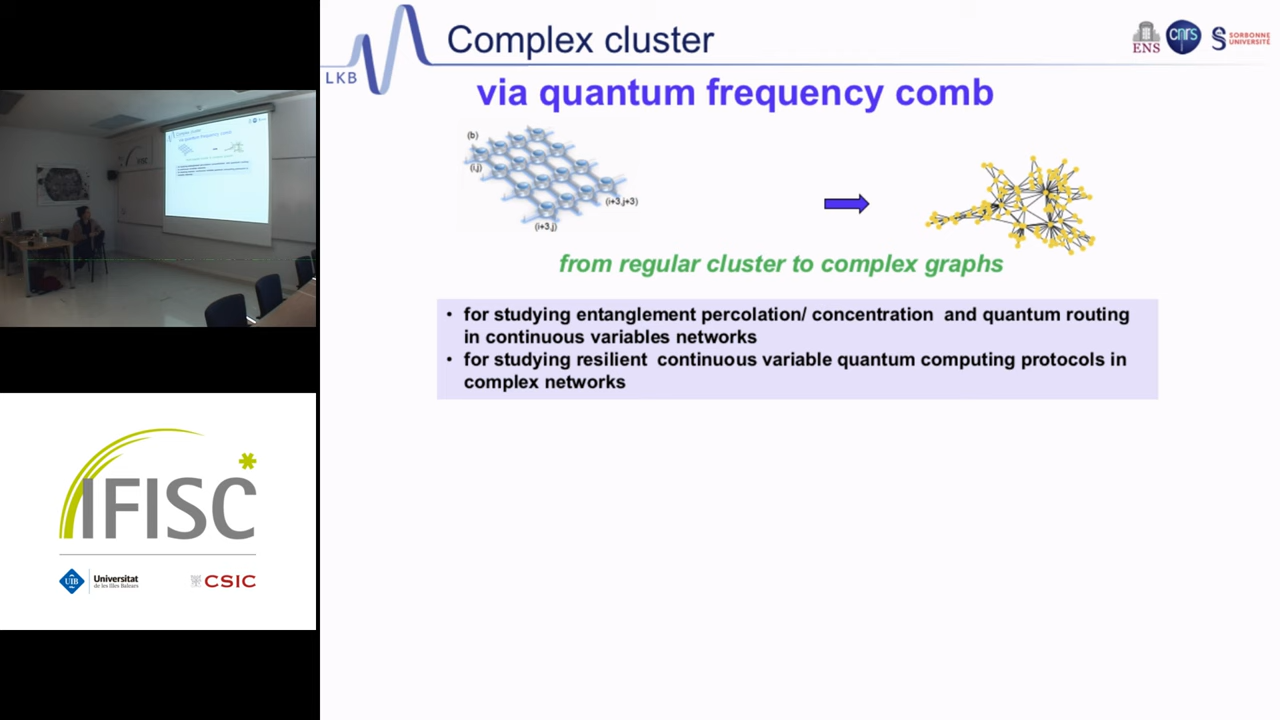 Complex cluster
LKB
ENS
cnrs
SORBONNE
UNIVERSITÉ
via quantum frequency comb
(b)
(i,j)
(i+3,j+3)
(i+3,j)
from regular cluster to complex graphs
• for studying entanglement percolation/ concentration and quantum routing
in continuous variables networks
• for studying resilient continuous variable quantum computing protocols in
complex networks
IFISC
UIB
Universitat
de les Illes Balears
CSIC